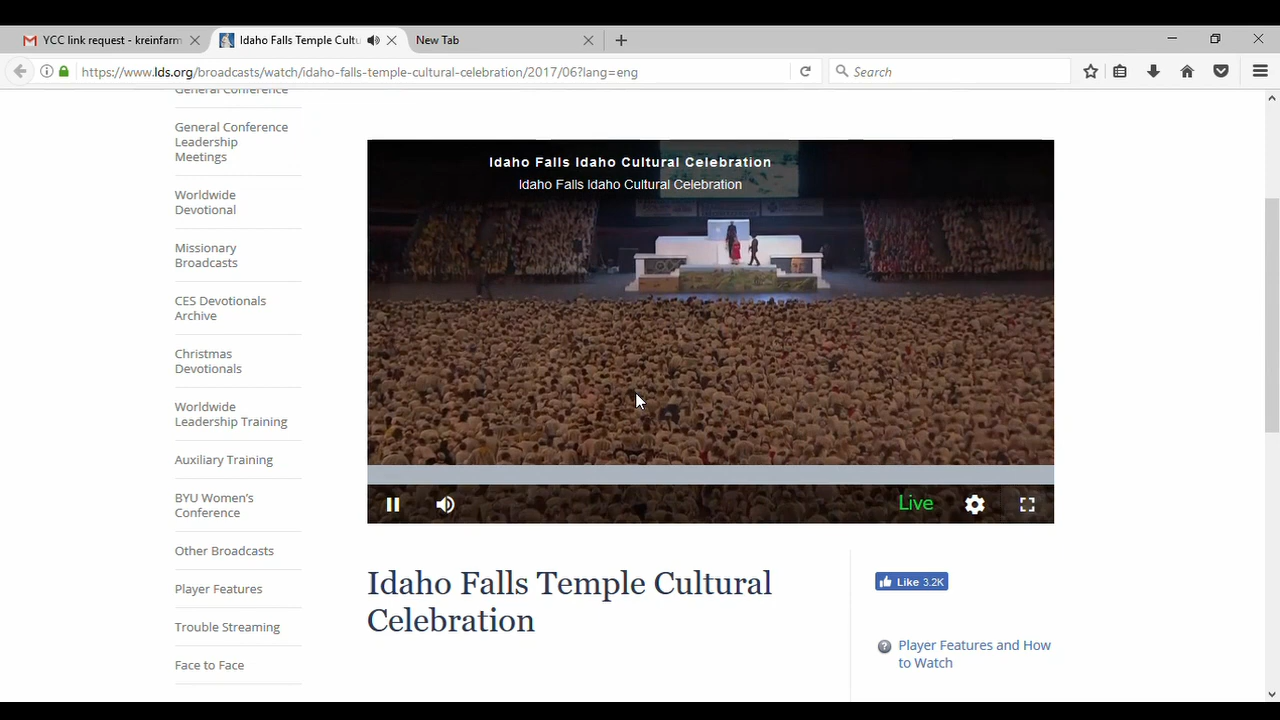 YCC link request - kreinfarm
Idaho Falls Temple Cultu
New Tab
https://www.lds.org/broadcasts/watch/idaho-falls-temple-cultural-celebration/2017/06?lang=eng
Search
General Conference
General Conference
Leadership
Meetings
Worldwide
Devotional
Missionary
Broadcasts
CES Devotionals
Archive
Christmas
Devotionals
Worldwide
Leadership Training
Auxiliary Training
BYU Women's
Conference
Other Broadcasts
Player Features
Trouble Streaming
Face to Face
Idaho Falls Idaho Cultural Celebration
Idaho Falls Idaho Cultural Celebration
Live
Idaho Falls Temple Cultural
Celebration
Like 3.2K
Player Features and How
to Watch